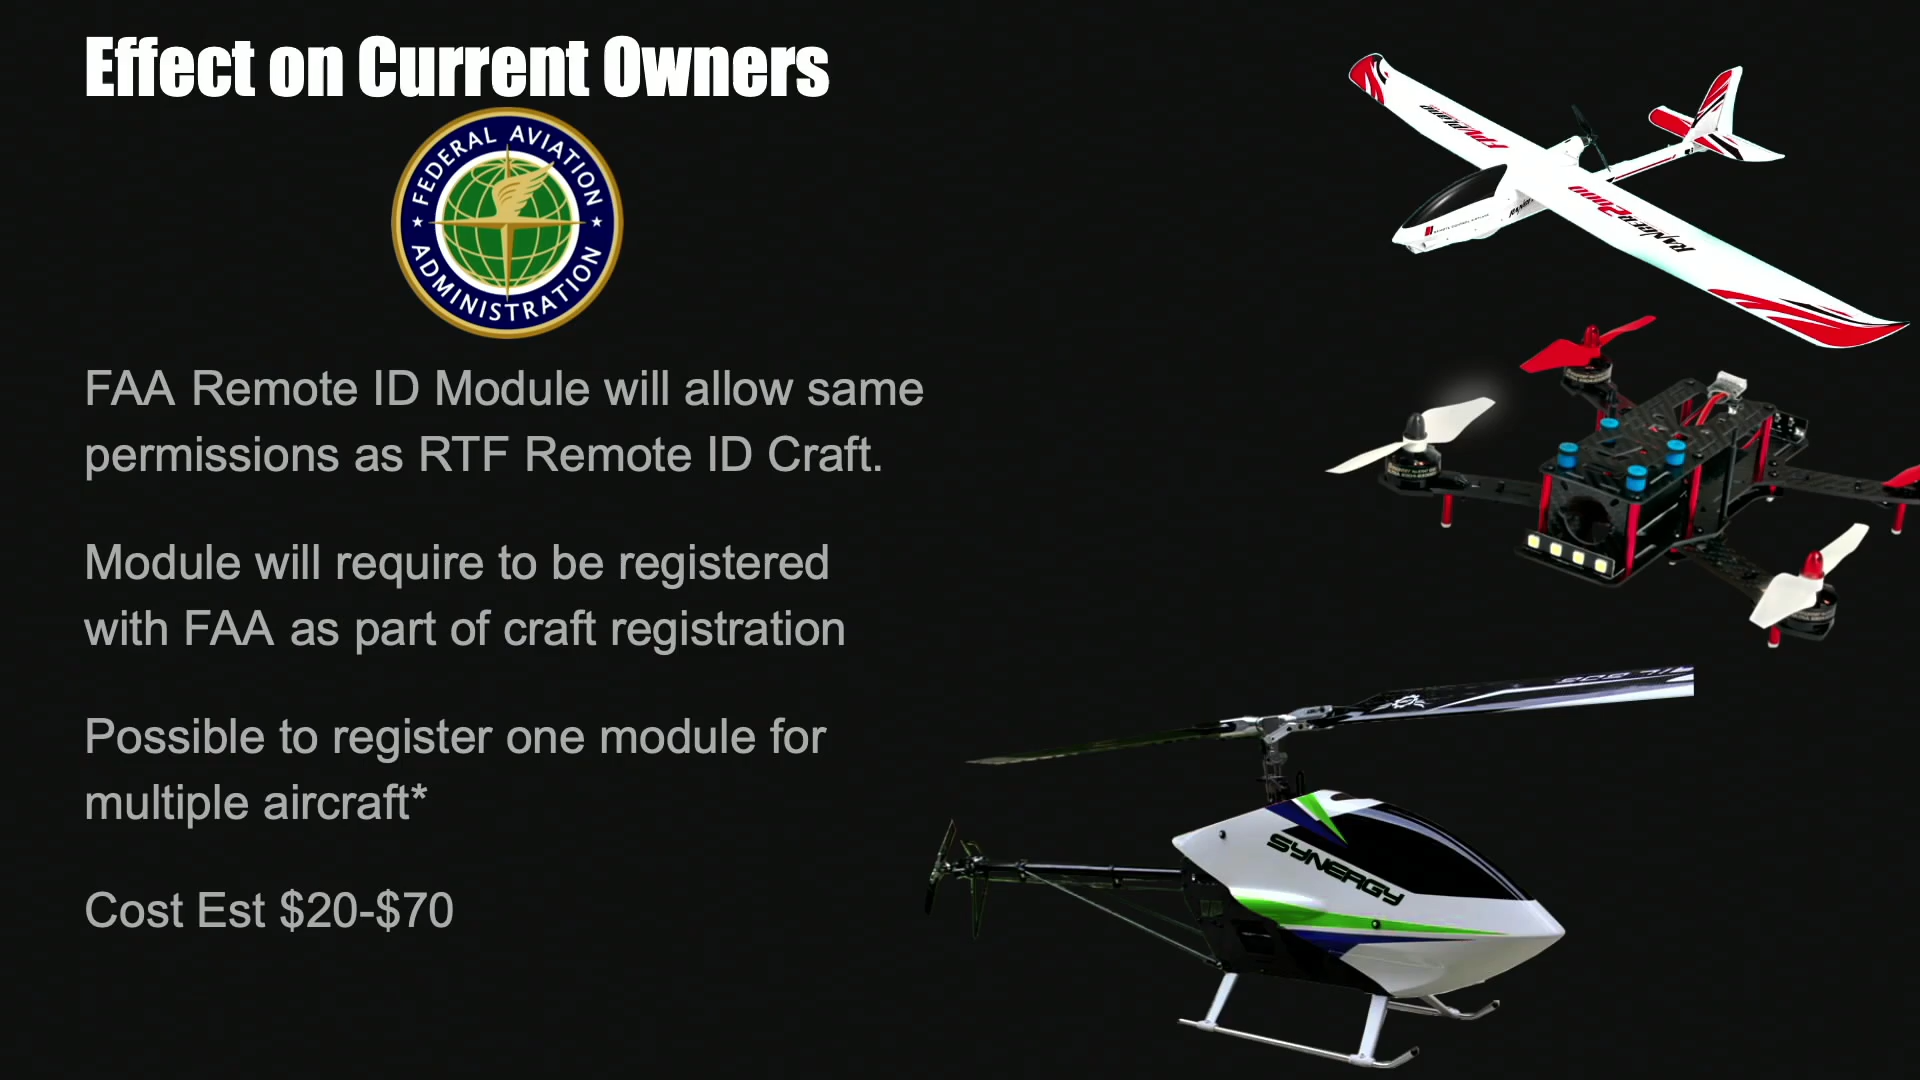 Effect on Current Owners
FEDERAL AVIATION
ADMINISTRATION
FAA Remote ID Module will allow same
permissions as RTF Remote ID Craft.
Module will require to be registered
with FAA as part of craft registration
Possible to register one module for
multiple aircraft*
Cost Est $20-$70
FPVplane
RANGER2000
SYNERGY